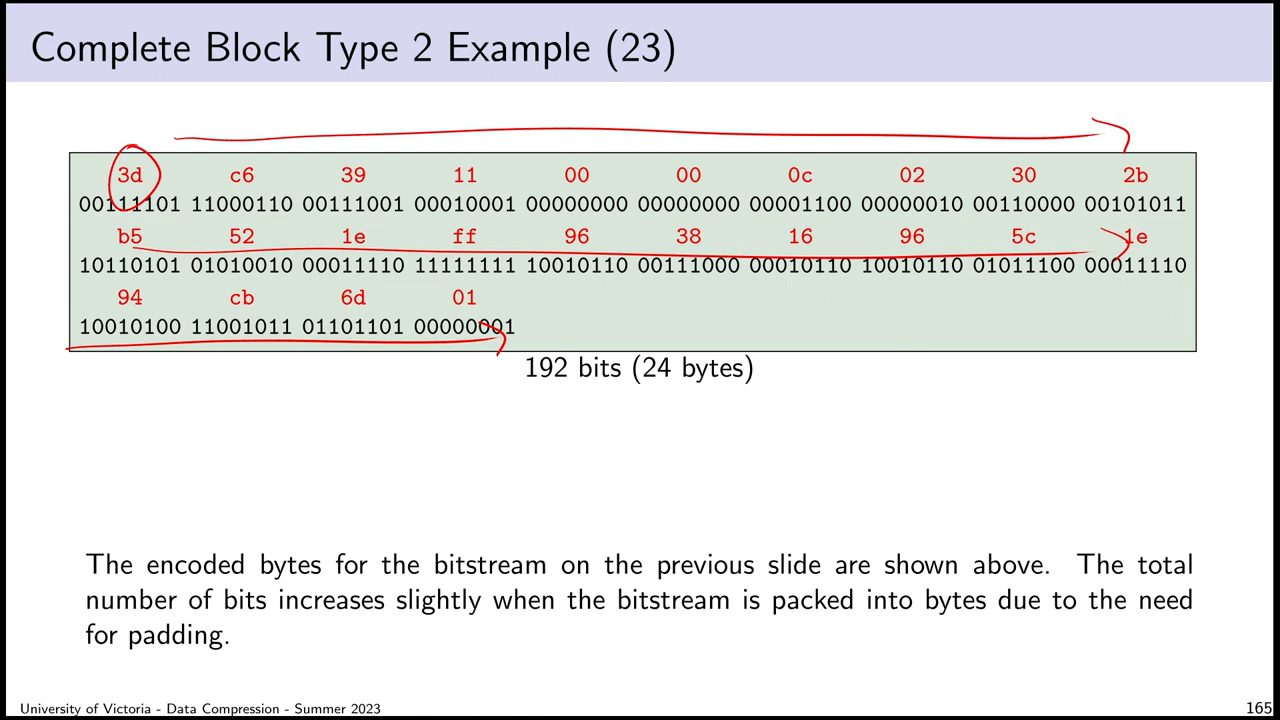 Complete Block Type 2 Example (23)
3d c6 39 11 00 00 0c 02 30 2b
00111101 11000110 00111001 00010001 00000000 00000000 00001100 00000010 00110000 00101011
b5 52 1e ff 96 38 16 96 5c 1e
10110101 01010010 00011110 11111111 10010110 00111000 00010110 10010110 01011100 00011110
94 cb 6d 01
10010100 11001011 01101101 00000001
192 bits (24 bytes)
The encoded bytes for the bitstream on the previous slide are shown above. The total
number of bits increases slightly when the bitstream is packed into bytes due to the need
for padding.
University of Victoria - Data Compression - Summer 2023
165